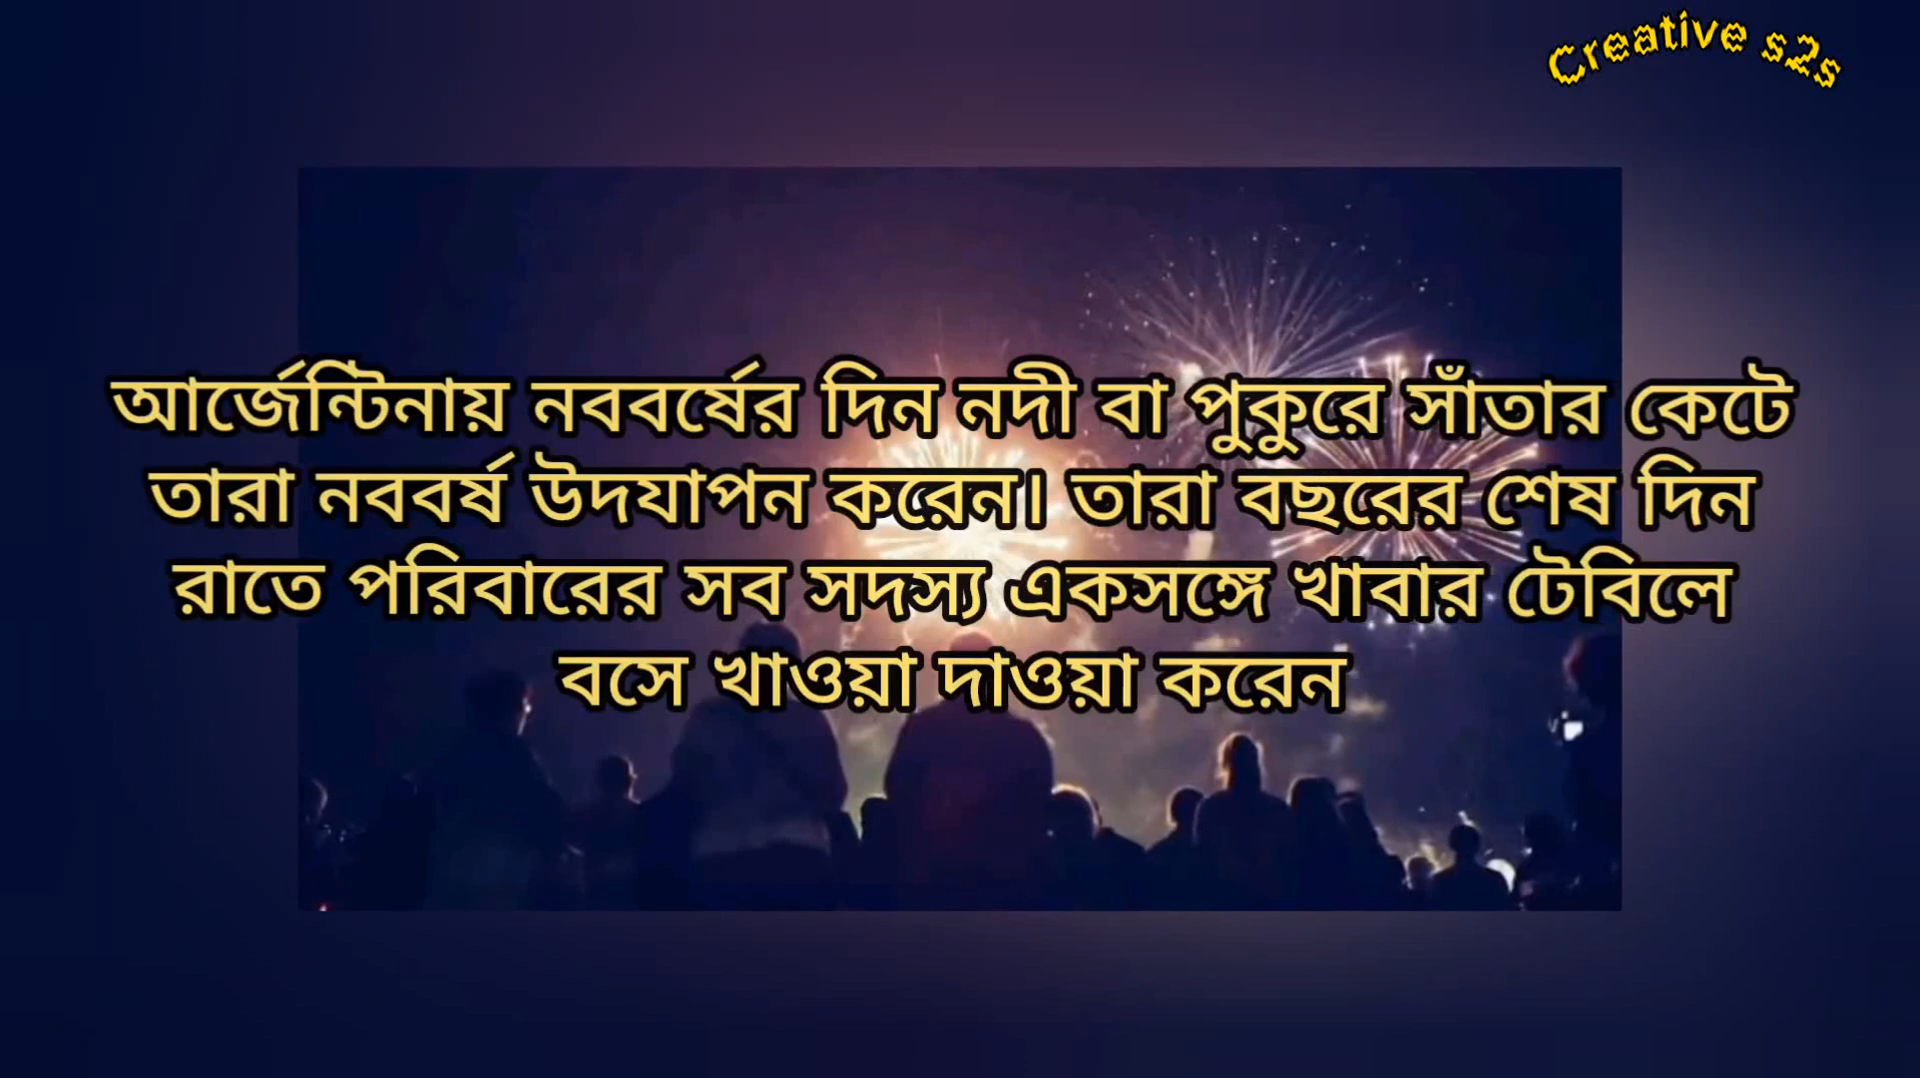 Creative s2s
আর্জেন্টিনায় নববর্ষের দিন নদী বা পুকুরে সাঁতার কেটে
তারা নববর্ষ উদযাপন করেন। তারা বছরের শেষ দিন
রাতে পরিবারের সব সদস্য একসঙ্গে খাবার টেবিলে
বসে খাওয়া দাওয়া করেন